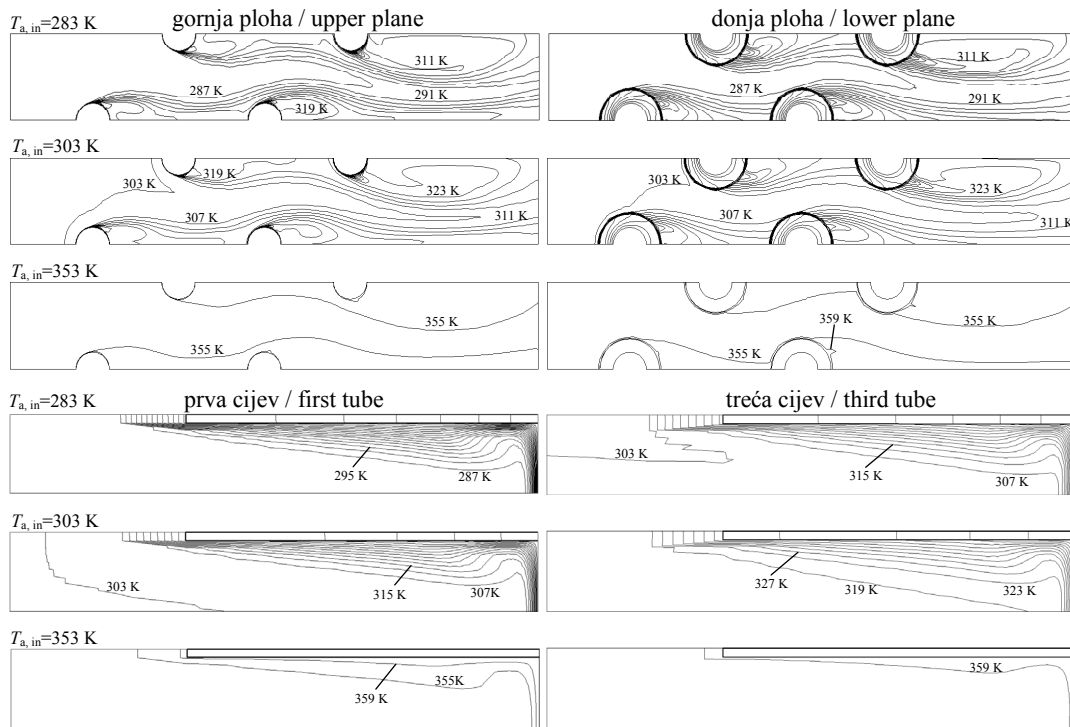 T_a, in=283 K
gornja ploha / upper plane
donja ploha / lower plane
311 K
287 K
291 K
319 K
311 K
287 K
291 K
T_a, in=303 K
303 K
319 K
323 K
307 K
311 K
303 K
323 K
307 K
311 K
T_a, in=353 K
355 K
355 K
359 K
355 K
355 K
T_a, in=283 K
prva cijev / first tube
treća cijev / third tube
295 K
287 K
303 K
315 K
307 K
T_a, in=303 K
303 K
315 K
307K
327 K
319 K
323 K
T_a, in=353 K
359 K
355K
359 K